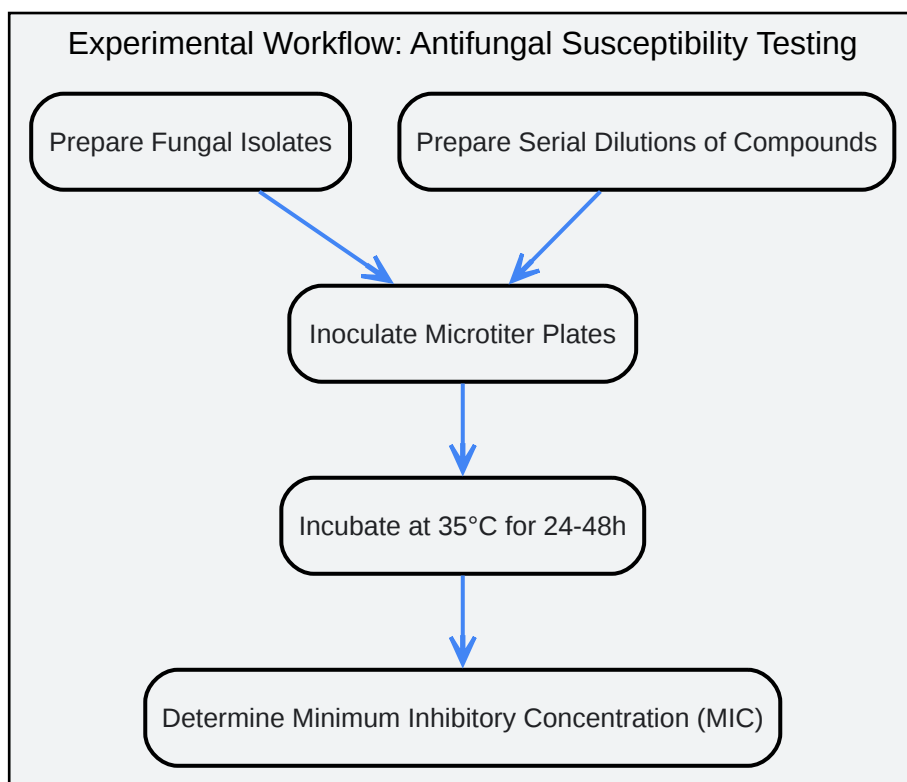 Experimental Workflow: Antifungal Susceptibility Testing
Prepare Fungal Isolates
Prepare Serial Dilutions of Compounds
Inoculate Microtiter Plates
Incubate at 35°C for 24-48h
Determine Minimum Inhibitory Concentration (MIC)